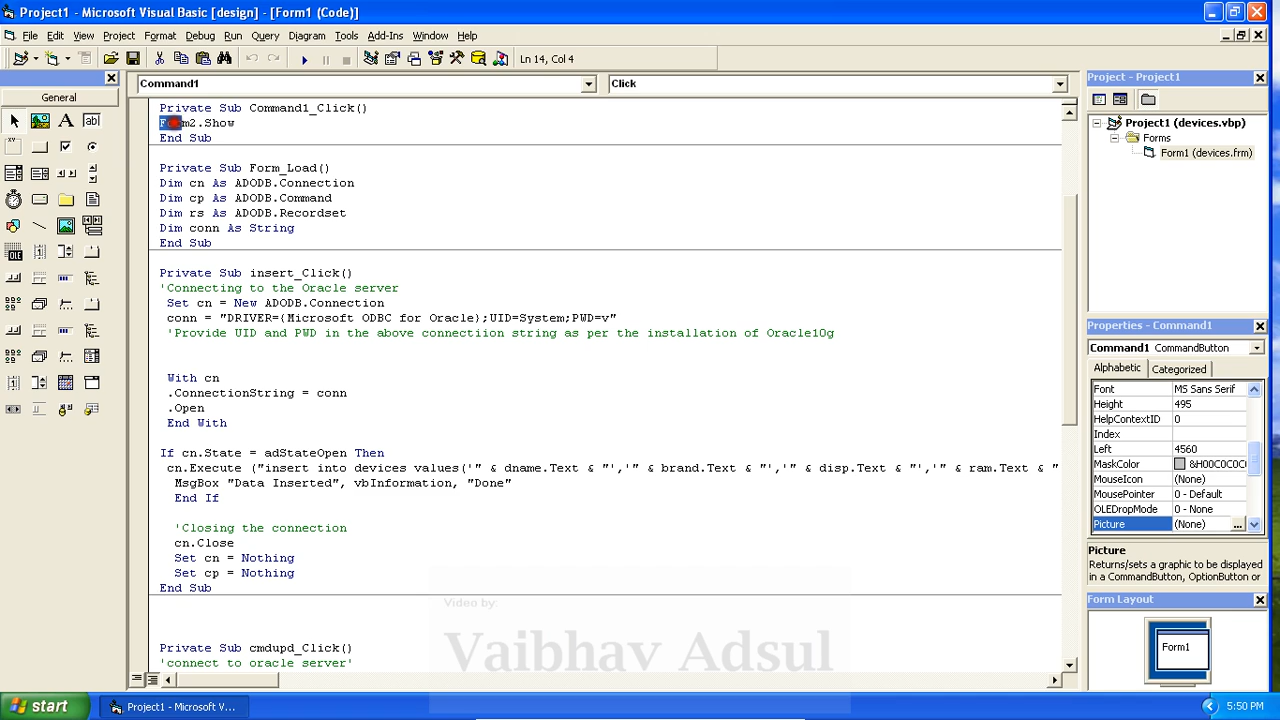 Project1 - Microsoft Visual Basic [design] - [Form1 (Code)]
File Edit View Project Format Debug Run Query Diagram Tools Add-Ins Window Help
Ln 14, Col 4
General
Command1
Click
Private Sub Command1_Click()
Form2.Show
End Sub
Private Sub Form_Load()
Dim cn As ADODB.Connection
Dim cp As ADODB.Command
Dim rs As ADODB.Recordset
Dim conn As String
End Sub
Private Sub insert_Click()
'Connecting to the Oracle server
Set cn = New ADODB.Connection
conn = "DRIVER={Microsoft ODBC for Oracle};UID=System;PWD=v"
'Provide UID and PWD in the above connectiion string as per the installation of Oracle10g
With cn
.ConnectionString = conn
.Open
End With
If cn.State = adStateOpen Then
cn.Execute ("insert into devices values('" & dname.Text & "','" & brand.Text & "','" & disp.Text & "','" & ram.Text & "
MsgBox "Data Inserted", vbInformation, "Done"
End If
'Closing the connection
cn.Close
Set cn = Nothing
Set cp = Nothing
End Sub
Private Sub cmdupd_Click()
'connect to oracle server'
Project - Project1
Project1 (devices.vbp)
Forms
Form1 (devices.frm)
Properties - Command1
Command1 CommandButton
Alphabetic Categorized
Font MS Sans Serif
Height 495
HelpContextID 0
Index
Left 4560
MaskColor &H00C0C0C
MouseIcon (None)
MousePointer 0 - Default
OLEDropMode 0 - None
Picture (None) ...
Picture
Returns/sets a graphic to be displayed
in a CommandButton, OptionButton or
Form Layout
Form1
Video by:
Vaibhav Adsul
start
Project1 - Microsoft V...
5:50 PM